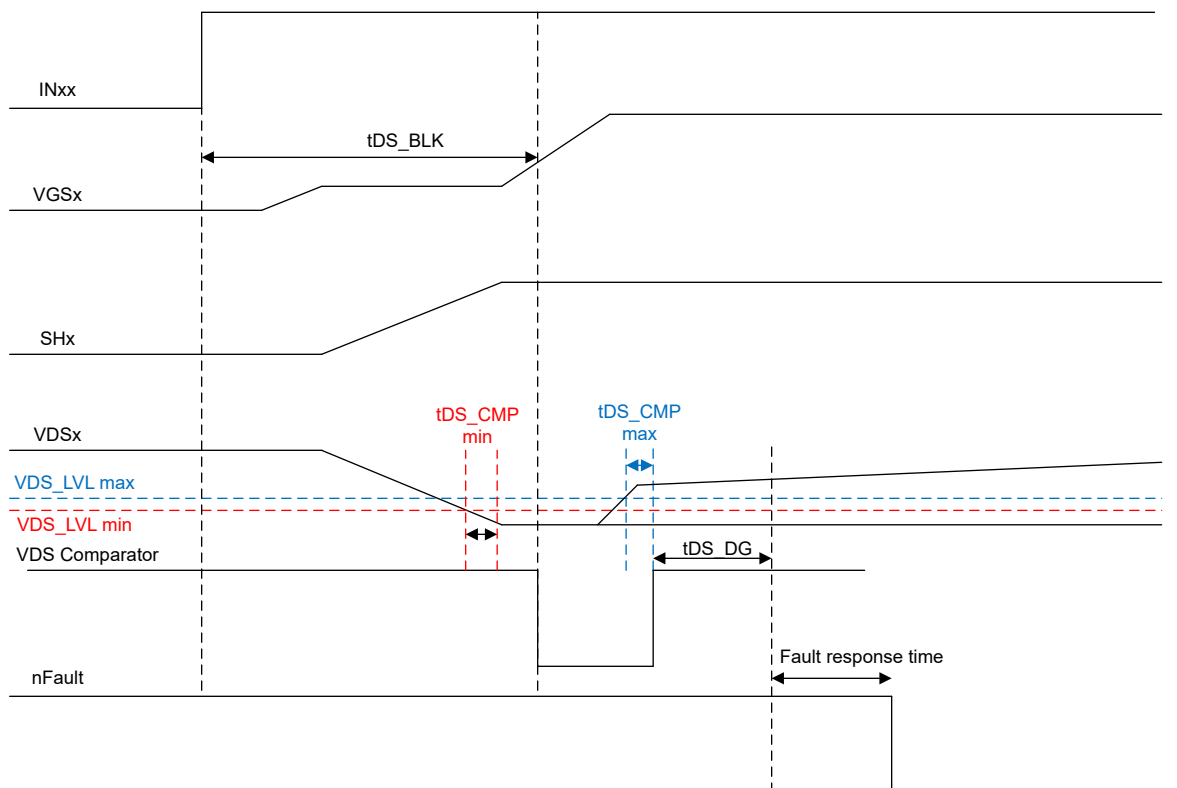 INxx
tDS_BLK
VGSx
SHx
tDS_CMP
min
tDS_CMP
max
VDSx
VDS_LVL max
VDS_LVL min
VDS Comparator
tDS_DG
Fault response time
nFault